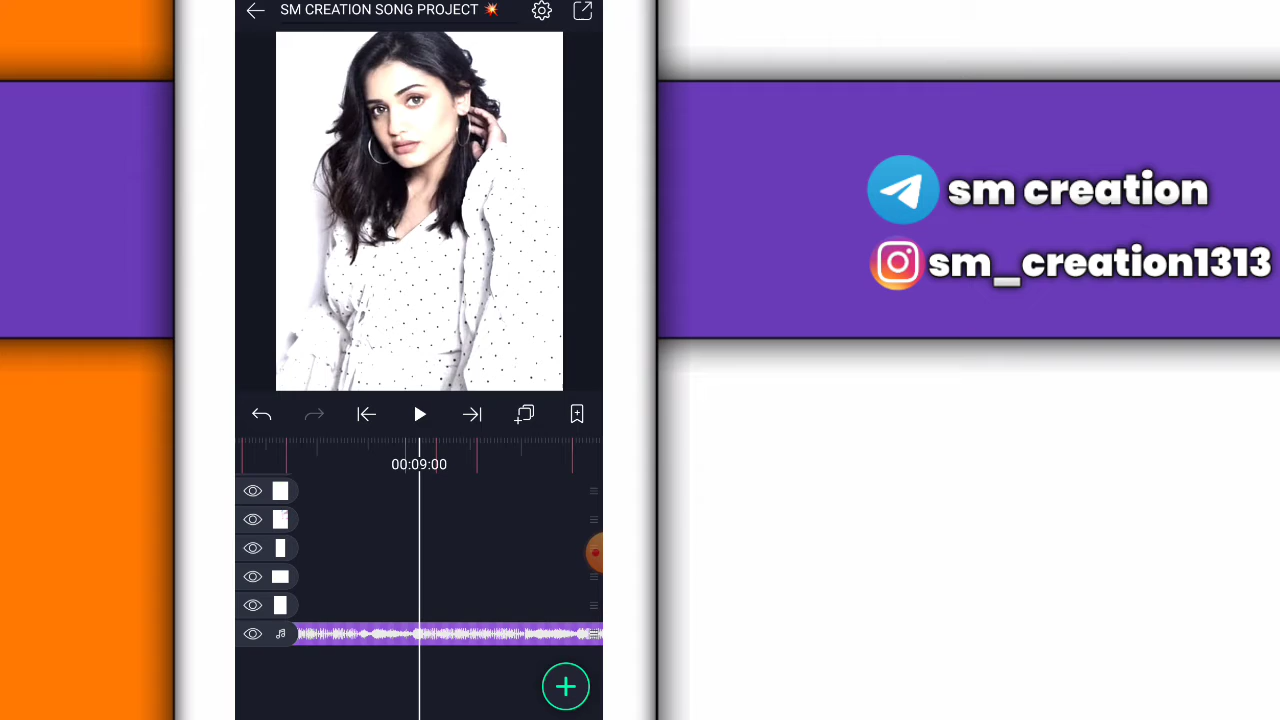 SM CREATION SONG PROJECT 💥
sm creation
sm_creation1313
00:09:00